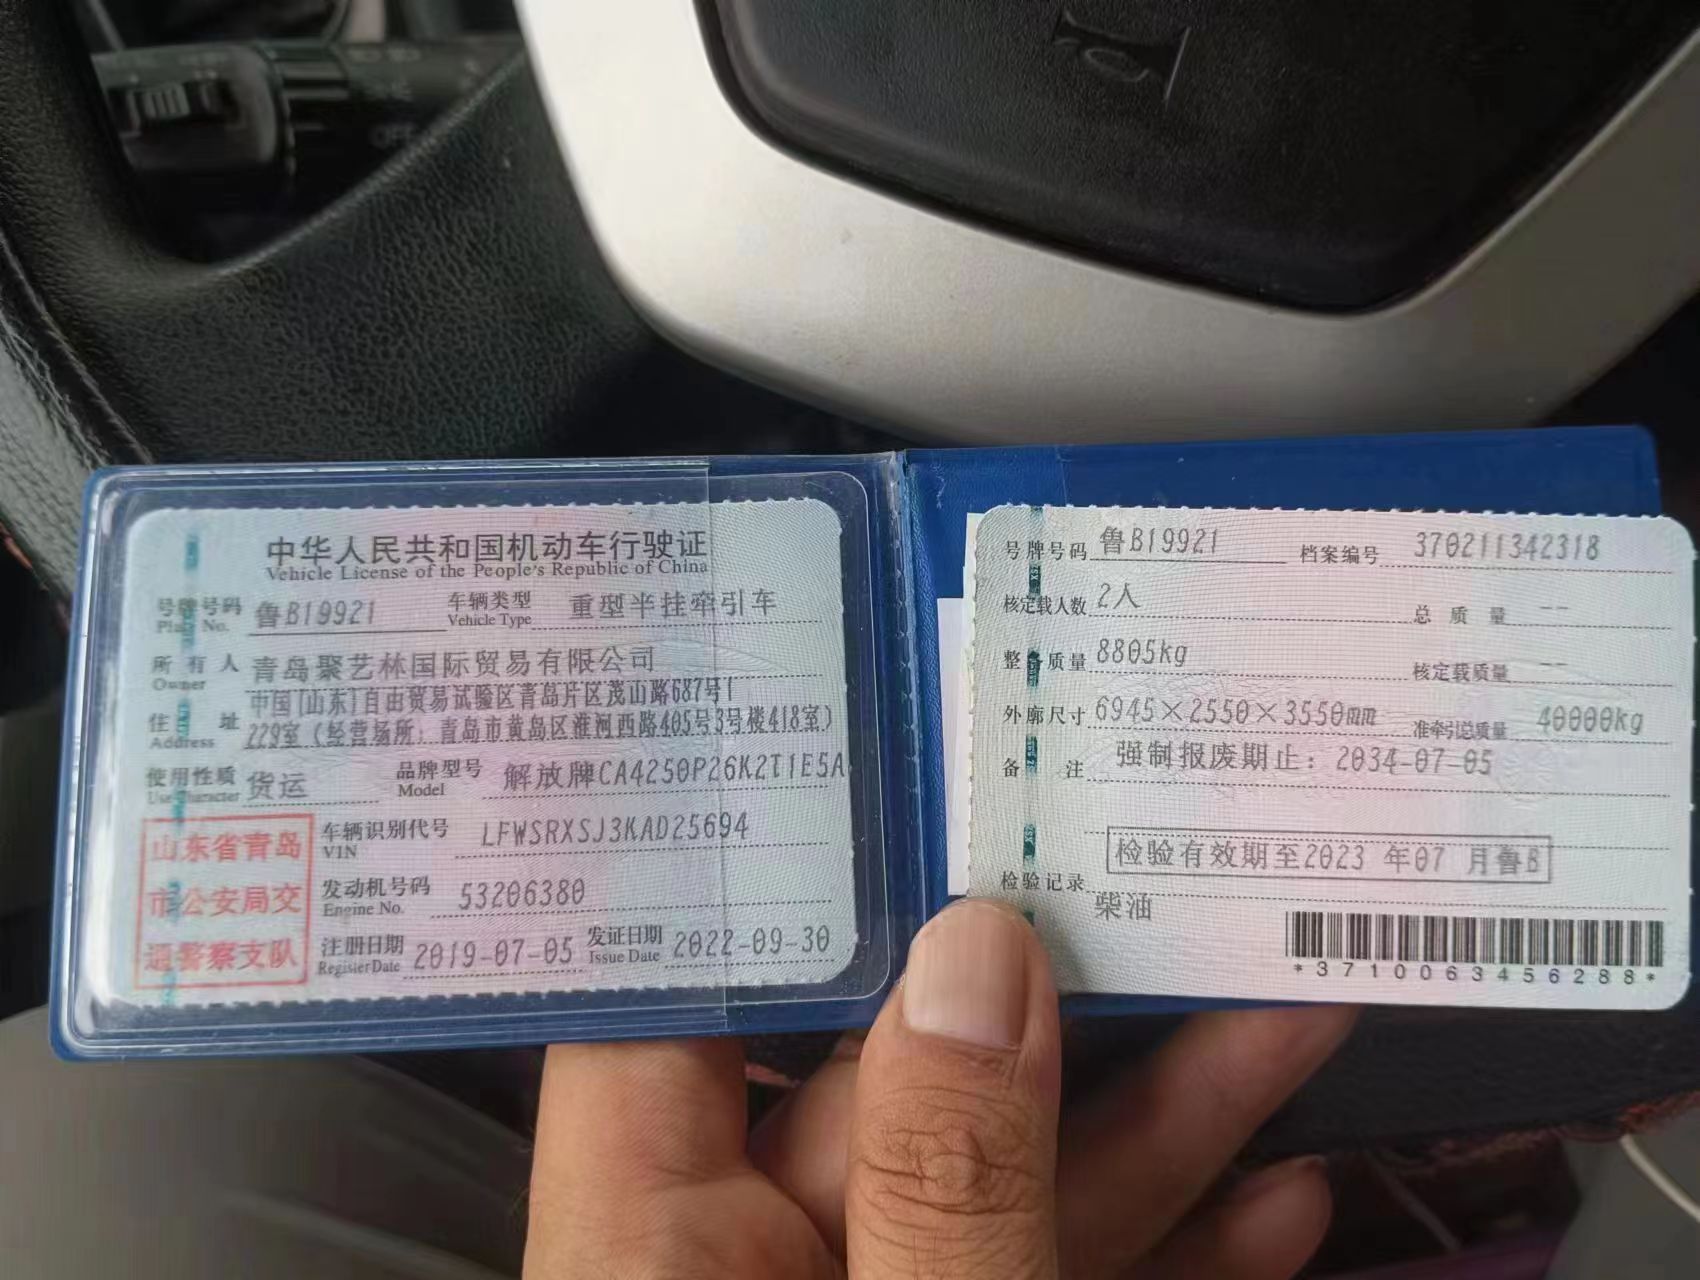 中华人民共和国机动车行驶证
Vehicle License of the People's Republic of China
号牌号码 鲁B19921 车辆类型 重型半挂牵引车
Plate No. Vehicle Type
所有人 青岛聚艺林国际贸易有限公司
Owner
中国(山东)自由贸易试验区青岛片区茂山路687号1
住址 229室(经营场所:青岛市黄岛区淮河西路405号3号楼418室)
Address
使用性质 货运 品牌型号 解放牌CA4250P26K2T1E5A
Use Character Model
山东省青岛
市公安局交
通警察支队
车辆识别代号 LFWSRXSJ3KAD25694
VIN
发动机号码 53206380
Engine No.
注册日期 2019-07-05 发证日期 2022-09-30
Register Date Issue Date
号牌号码 鲁B19921 档案编号 370211342318
核定载人数 2人 总质量 --
整备质量 8805kg 核定载质量 --
外廓尺寸 6945×2550×3550mm 准牵引总质量 40000kg
备注 强制报废期止:2034-07-05
检验有效期至2023 年07 月鲁B
检验记录
柴油
*3710063456288*